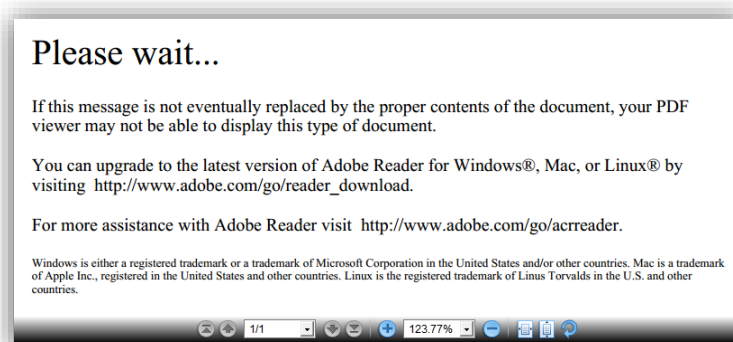 Please wait...
If this message is not eventually replaced by the proper contents of the document, your PDF
viewer may not be able to display this type of document.
You can upgrade to the latest version of Adobe Reader for Windows®, Mac, or Linux® by
visiting  http://www.adobe.com/go/reader_download.
For more assistance with Adobe Reader visit  http://www.adobe.com/go/acrreader.
Windows is either a registered trademark or a trademark of Microsoft Corporation in the United States and/or other countries. Mac is a trademark
of Apple Inc., registered in the United States and other countries. Linux is the registered trademark of Linus Torvalds in the U.S. and other
countries.
1/1 123.77%